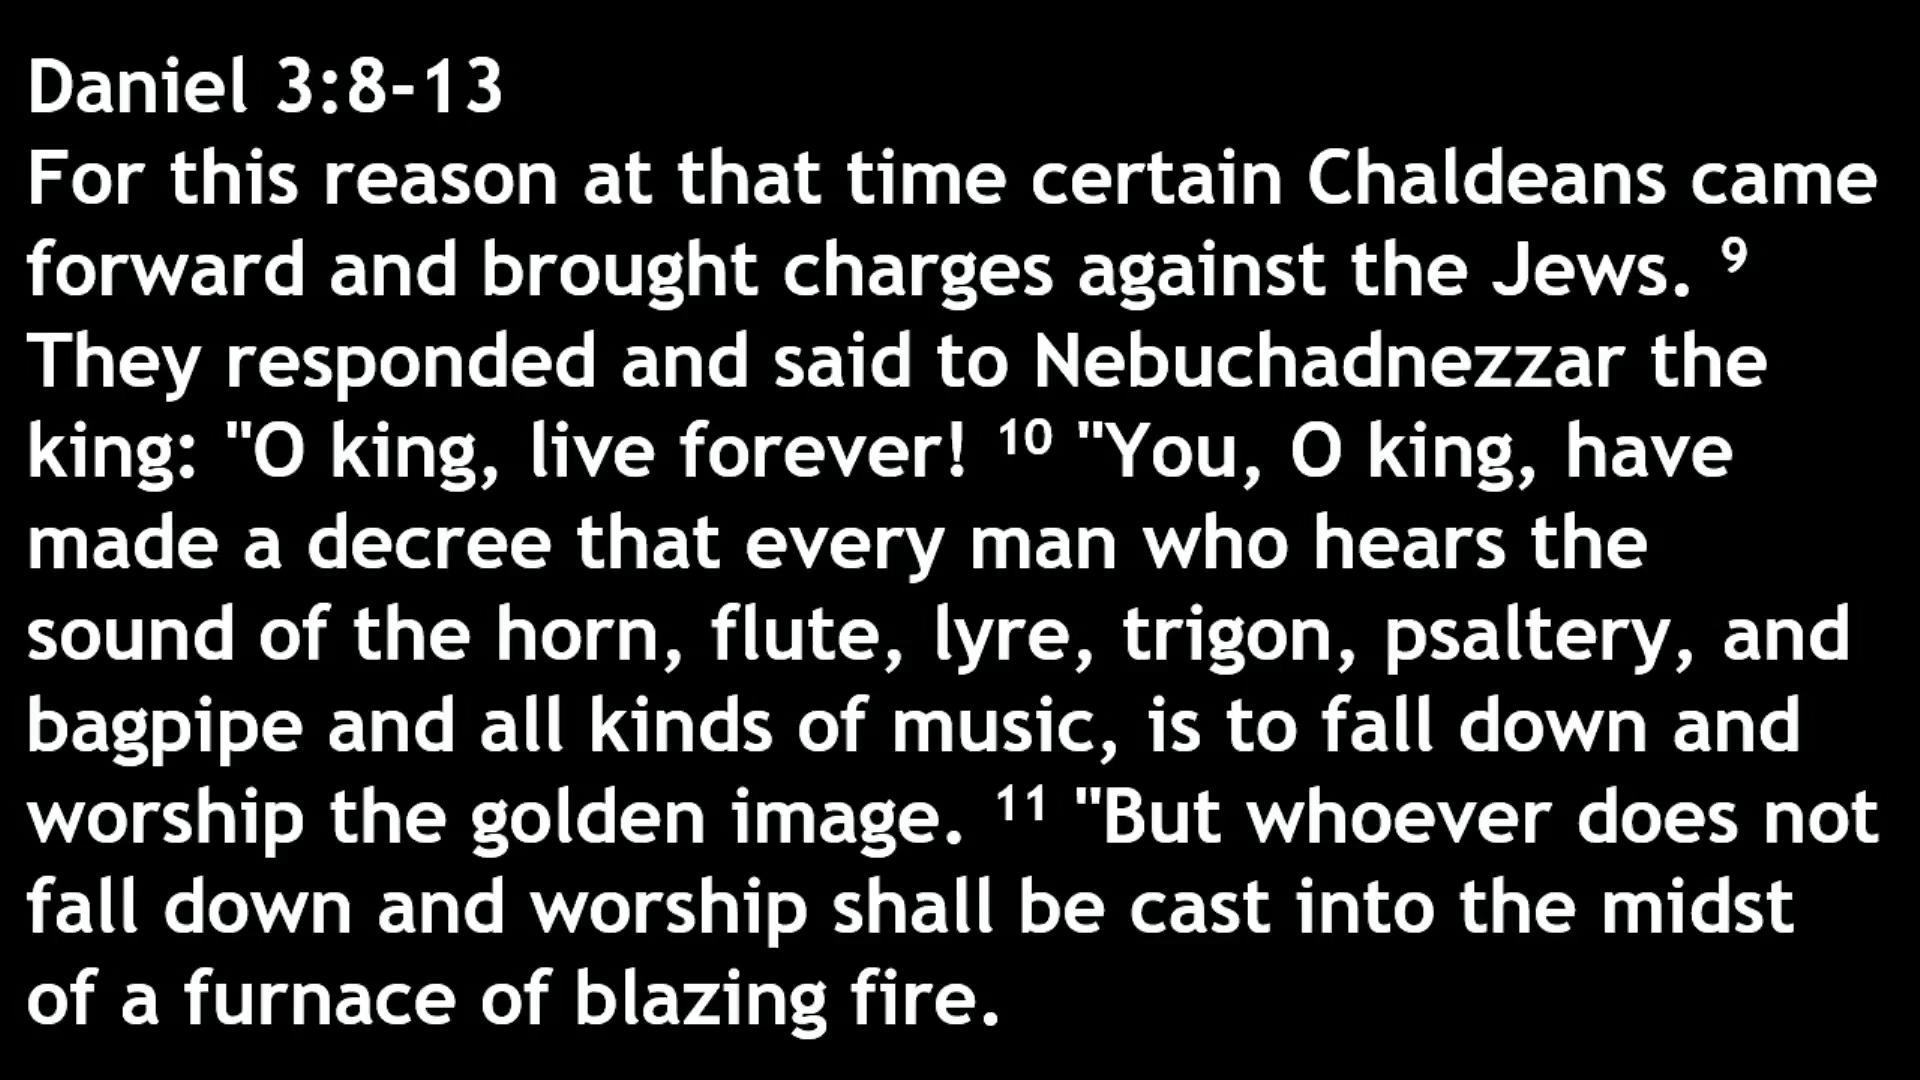 Daniel 3:8-13
For this reason at that time certain Chaldeans came
forward and brought charges against the Jews. 9
They responded and said to Nebuchadnezzar the
king: "O king, live forever! 10 "You, O king, have
made a decree that every man who hears the
sound of the horn, flute, lyre, trigon, psaltery, and
bagpipe and all kinds of music, is to fall down and
worship the golden image. 11 "But whoever does not
fall down and worship shall be cast into the midst
of a furnace of blazing fire.